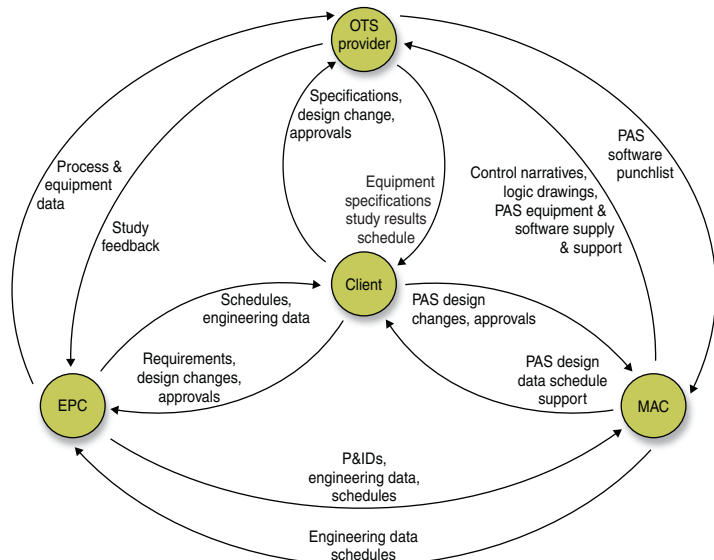 OTS
provider
Specifications,
design change,
approvals
PAS
software
punchlist
Process &
equipment
data
Control narratives,
logic drawings,
PAS equipment &
software supply
& support
Equipment
specifications
study results
schedule
Study
feedback
Client
Schedules,
engineering data
PAS design
changes, approvals
Requirements,
design changes,
approvals
PAS design
data schedule
support
EPC
MAC
P&IDs,
engineering data,
schedules
Engineering data
schedules